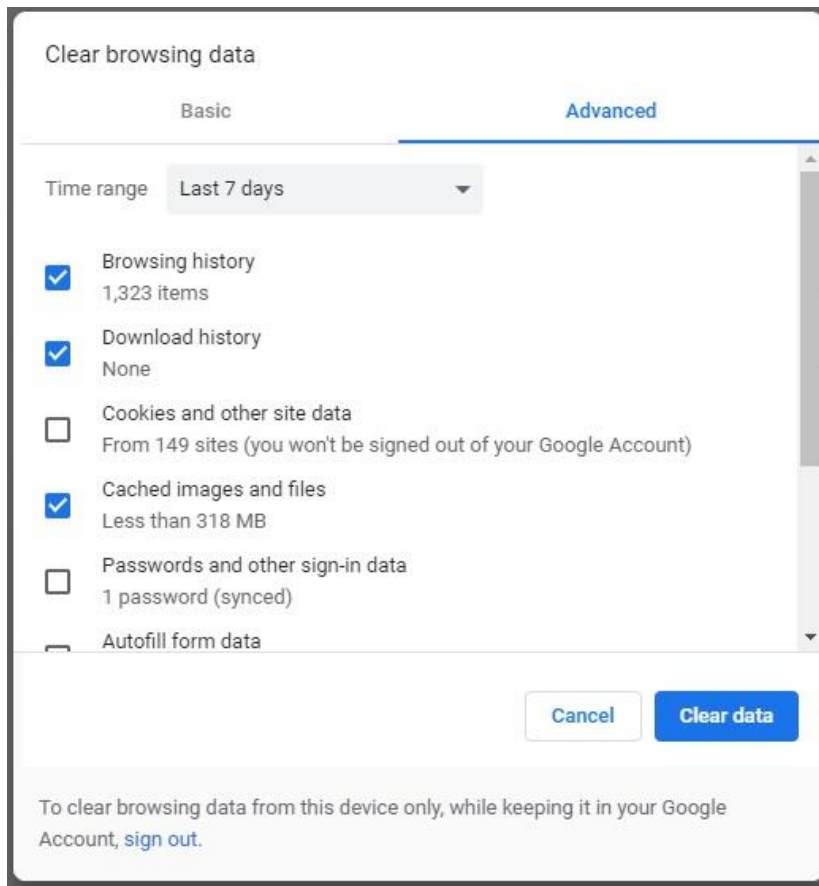 Clear browsing data
Basic
Advanced
Time range
Last 7 days
Browsing history
1,323 items
Download history
None
Cookies and other site data
From 149 sites (you won't be signed out of your Google Account)
Cached images and files
Less than 318 MB
Passwords and other sign-in data
1 password (synced)
Autofill form data
Cancel
Clear data
To clear browsing data from this device only, while keeping it in your Google
Account, sign out.